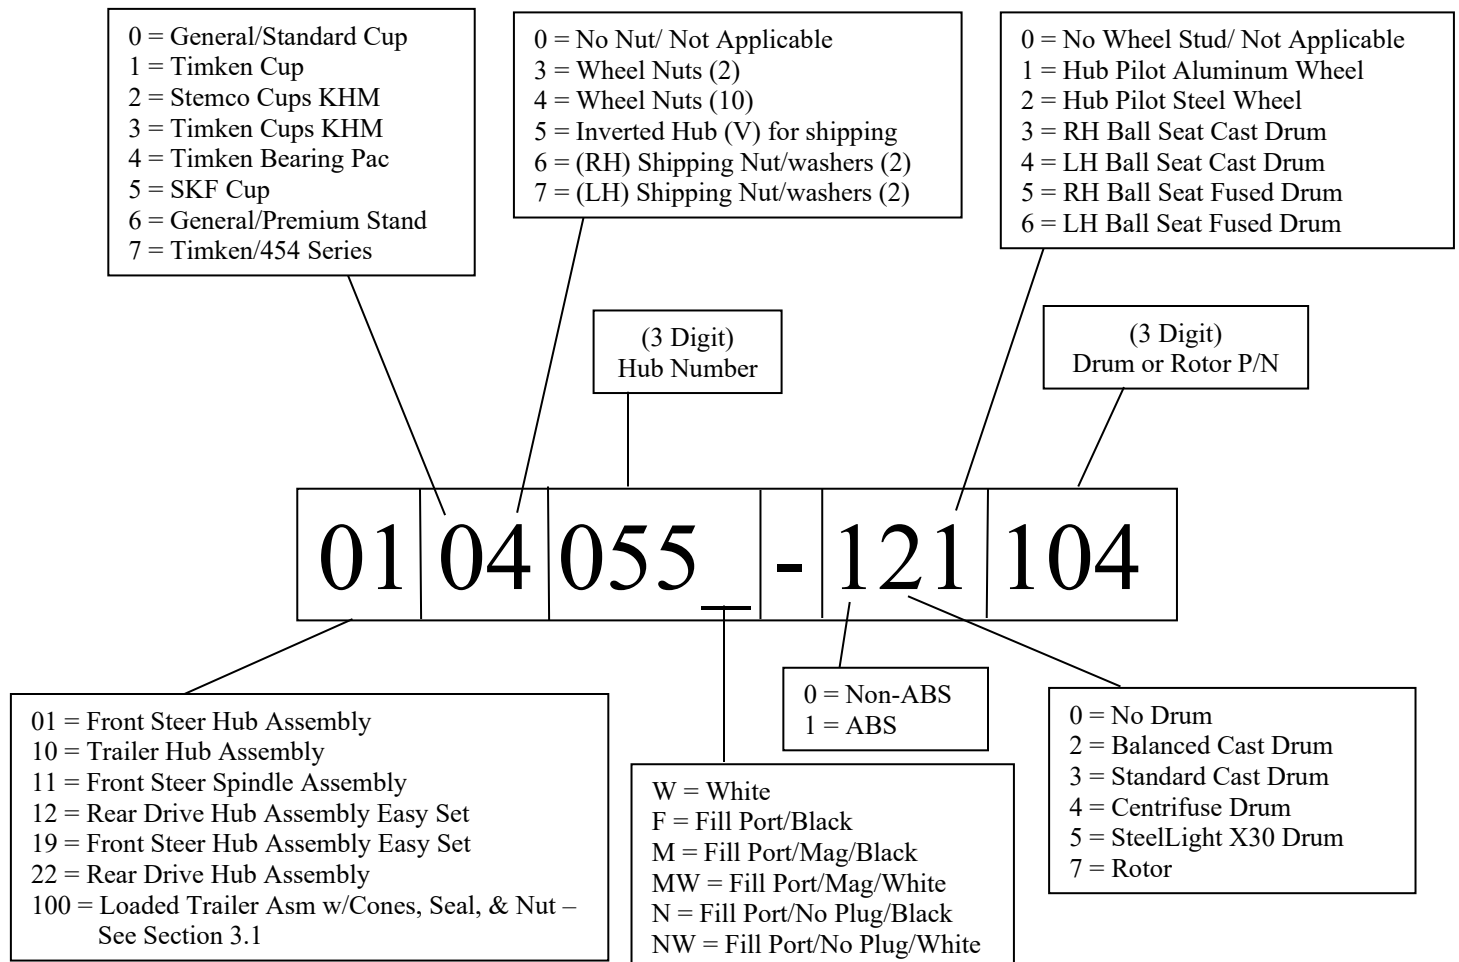 0 = General/Standard Cup
1 = Timken Cup
2 = Stemco Cups KHM
3 = Timken Cups KHM
4 = Timken Bearing Pac
5 = SKF Cup
6 = General/Premium Stand
7 = Timken/454 Series
0 = No Nut/ Not Applicable
3 = Wheel Nuts (2)
4 = Wheel Nuts (10)
5 = Inverted Hub (V) for shipping
6 = (RH) Shipping Nut/washers (2)
7 = (LH) Shipping Nut/washers (2)
0 = No Wheel Stud/ Not Applicable
1 = Hub Pilot Aluminum Wheel
2 = Hub Pilot Steel Wheel
3 = RH Ball Seat Cast Drum
4 = LH Ball Seat Cast Drum
5 = RH Ball Seat Fused Drum
6 = LH Ball Seat Fused Drum
(3 Digit)
Hub Number
(3 Digit)
Drum or Rotor P/N
01 04 055_ - 121 104
01 = Front Steer Hub Assembly
10 = Trailer Hub Assembly
11 = Front Steer Spindle Assembly
12 = Rear Drive Hub Assembly Easy Set
19 = Front Steer Hub Assembly Easy Set
22 = Rear Drive Hub Assembly
100 = Loaded Trailer Asm w/Cones, Seal, & Nut –
See Section 3.1
W = White
F = Fill Port/Black
M = Fill Port/Mag/Black
MW = Fill Port/Mag/White
N = Fill Port/No Plug/Black
NW = Fill Port/No Plug/White
0 = Non-ABS
1 = ABS
0 = No Drum
2 = Balanced Cast Drum
3 = Standard Cast Drum
4 = Centrifuse Drum
5 = SteelLight X30 Drum
7 = Rotor